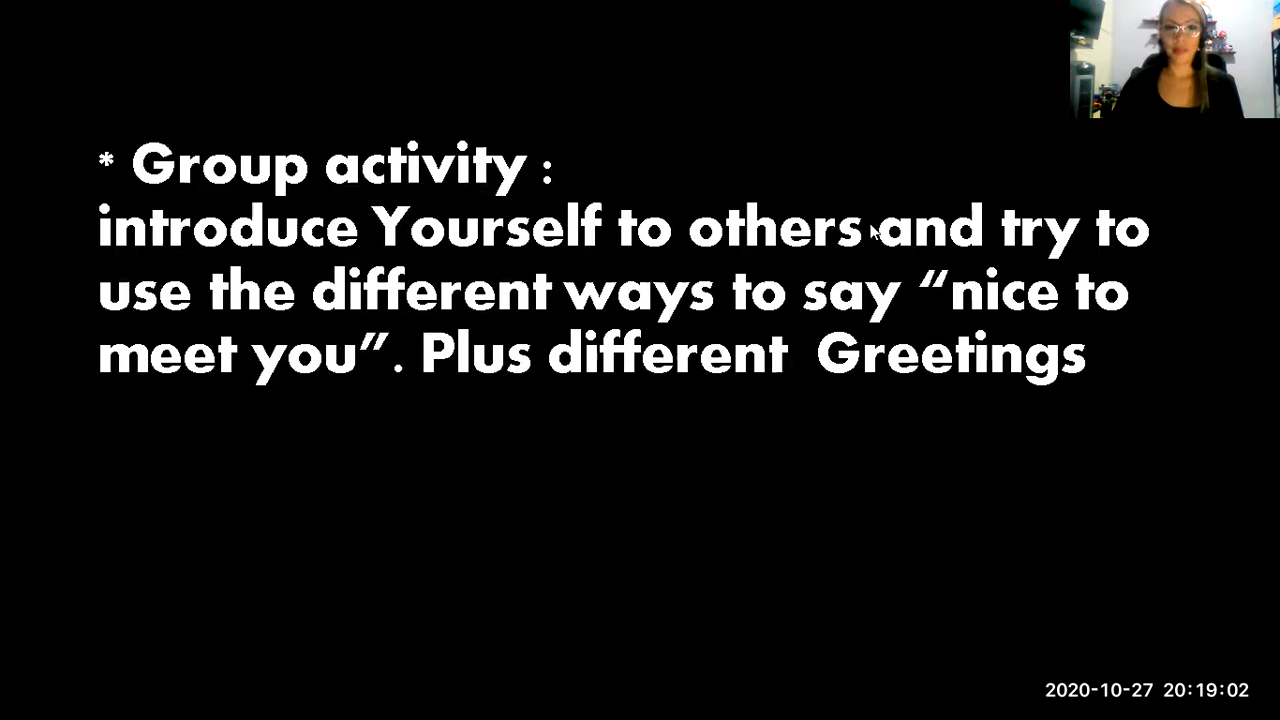 * Group activity :
introduce Yourself to others and try to
use the different ways to say “nice to
meet you”. Plus different  Greetings
2020-10-27 20:19:02